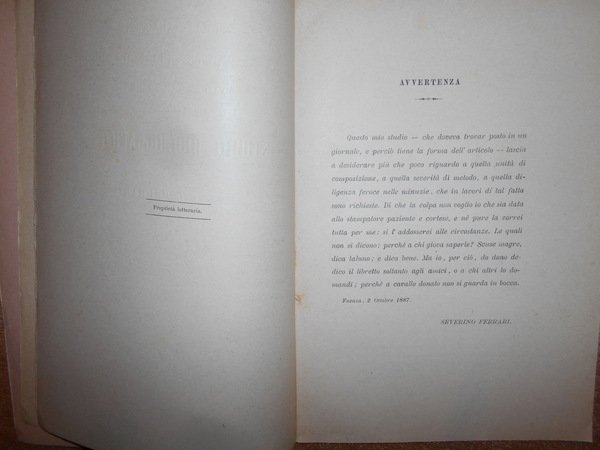 Proprietà letteraria.
AVVERTENZA
Questo mio studio — che doveva trovar posto in un
giornale, e perciò tiene la forma dell' articolo — lascia
a desiderare più che poco riguardo a quella unità di
composizione, a quella severità di metodo, a quella di-
ligenza feroce nelle minuzie, che in lavori di tal fatta
sono richieste. Di che la colpa non voglio io che sia data
allo stampatore paziente e cortese, e nè pure la vorrei
tutta per me: sì l' addosserei alle circostanze. Le quali
non si dicono; perchè a chi giova saperle? Scuse magre,
dica taluno; e dica bene. Ma io, per ciò, do dono de-
dico il libretto soltanto agli amici, o a chi altri lo do-
mandi; perchè a cavallo donato non si guarda in bocca.
Faenza, 2 Ottobre 1887.
SEVERINO FERRARI.